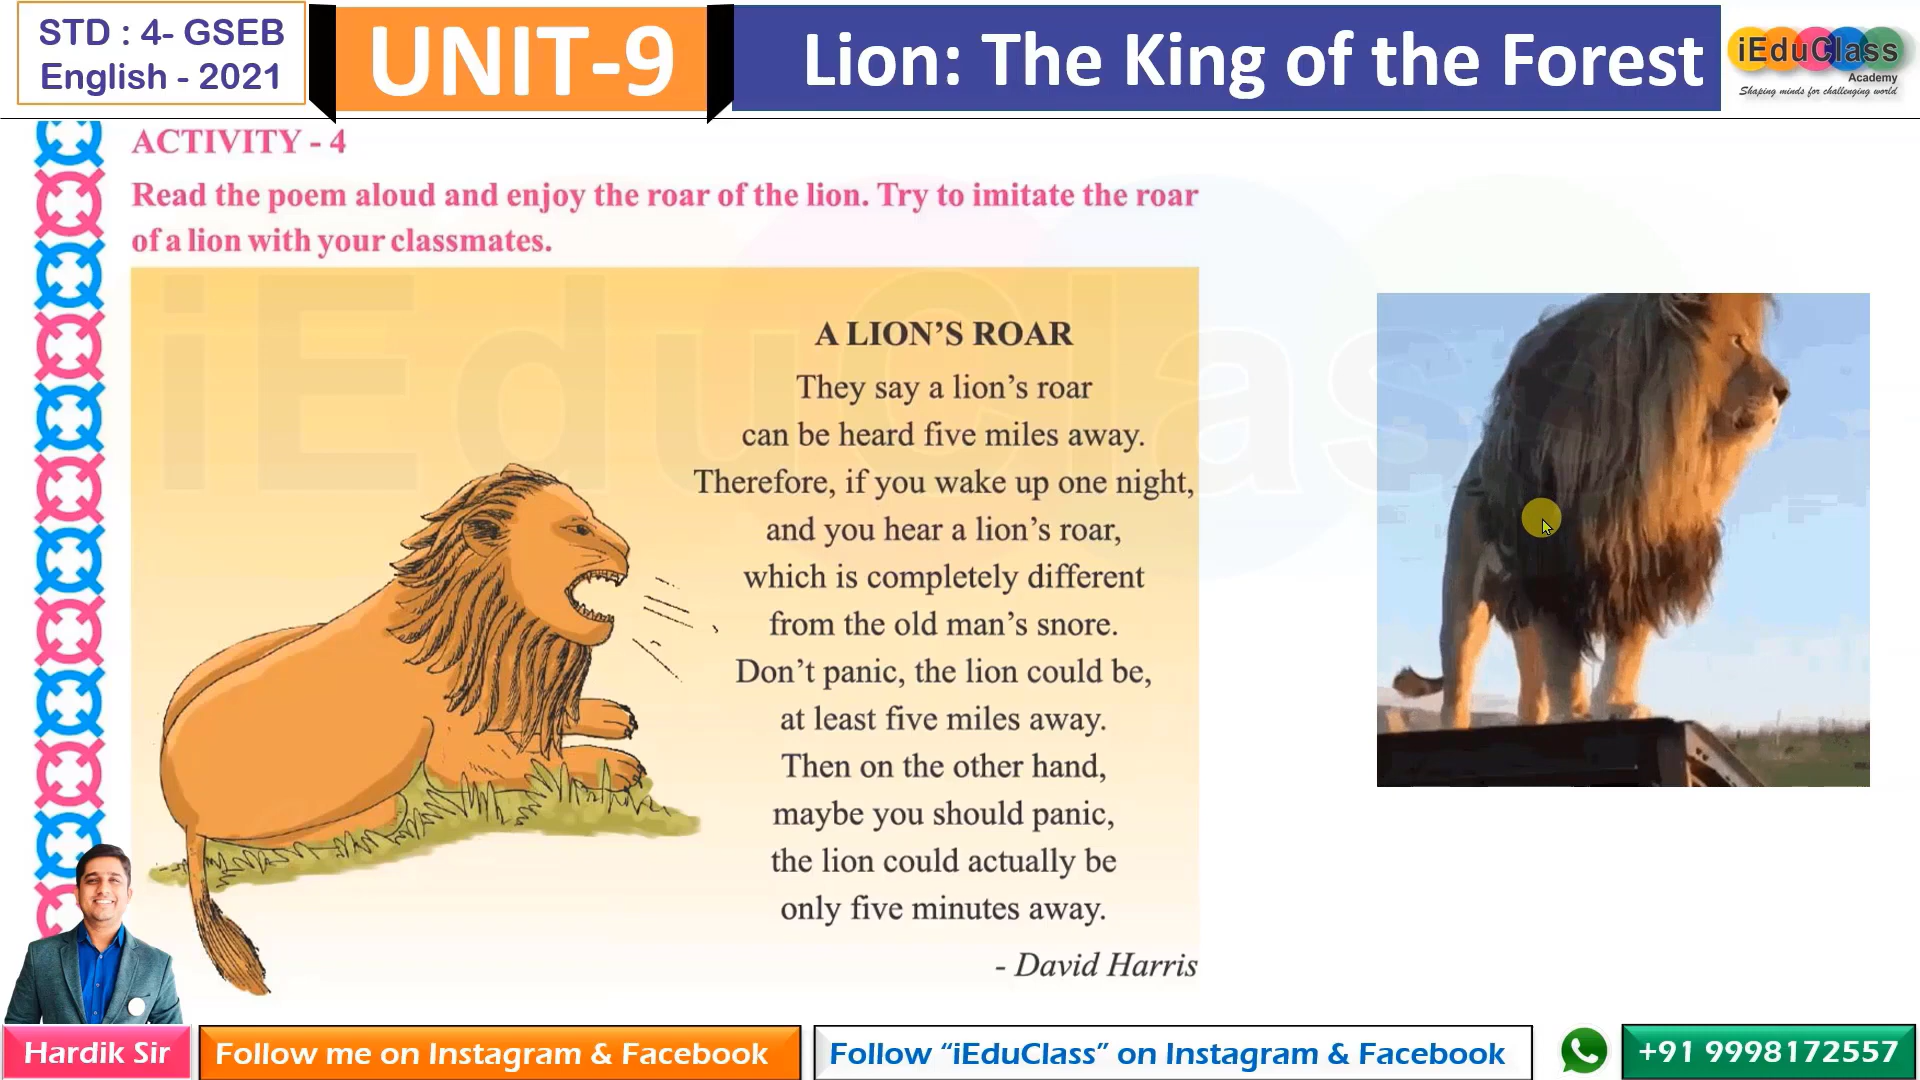 STD : 4- GSEB
English - 2021
UNIT-9
Lion: The King of the Forest
iEduClass
Academy
Shaping minds for challenging world
ACTIVITY - 4
Read the poem aloud and enjoy the roar of the lion. Try to imitate the roar
of a lion with your classmates.
iEduClass
A LION’S ROAR
They say a lion’s roar
can be heard five miles away.
Therefore, if you wake up one night,
and you hear a lion’s roar,
which is completely different
from the old man’s snore.
Don’t panic, the lion could be,
at least five miles away.
Then on the other hand,
maybe you should panic,
the lion could actually be
only five minutes away.
- David Harris
Hardik Sir
Follow me on Instagram & Facebook
Follow “iEduClass” on Instagram & Facebook
+91 9998172557